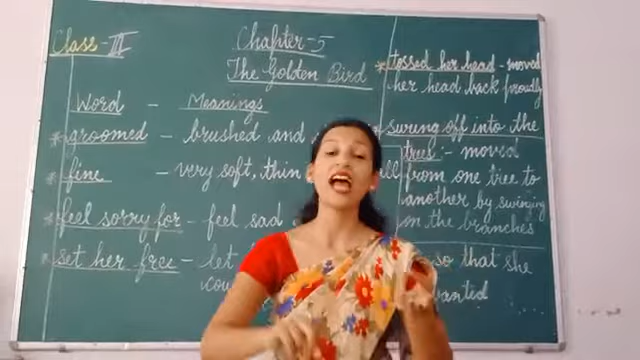 Class-III
Chapter-5
The Golden Bird
Word - Meanings
* groomed - brushed and
* fine - very soft, thin
* feel sorry for - feel sad
* set her free - let
* tossed her head - moved
her head back proudly
* swung off into the
trees :- moved
from one tree to
another by swinging
on the branches
so that she
wanted